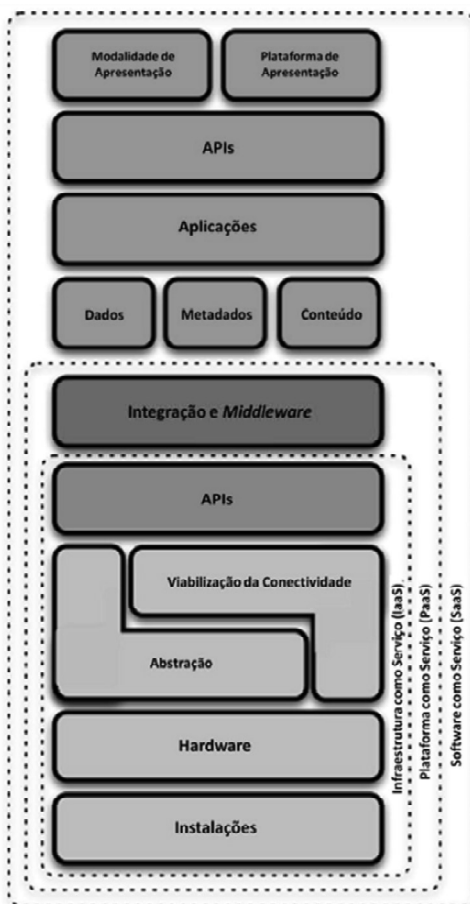 Modalidade de
Apresentação
Plataforma de
Apresentação
APIs
Aplicações
Dados
Metadados
Conteúdo
Integração e Middleware
APIs
Viabilização da Conectividade
Abstração
Hardware
Instalações
Infraestrutura como Serviço (IaaS)
Plataforma como Serviço (PaaS)
Software como Serviço (SaaS)